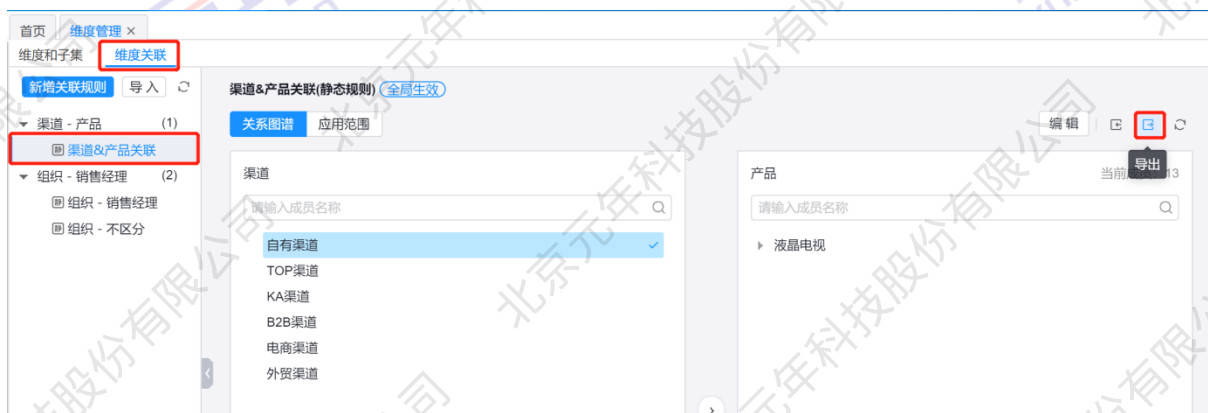 首页 维度管理 ×
维度和子集 维度关联
新增关联规则 导入
渠道&产品关联(静态规则) 全局生效
关系图谱 应用范围
编辑
导出
渠道 - 产品 (1)
渠道&产品关联
组织 - 销售经理 (2)
组织 - 销售经理
组织 - 不区分
渠道
请输入成员名称
自有渠道
TOP渠道
KA渠道
B2B渠道
电商渠道
外贸渠道
产品
当前 13
请输入成员名称
液晶电视
北京元年科技股份有限公司